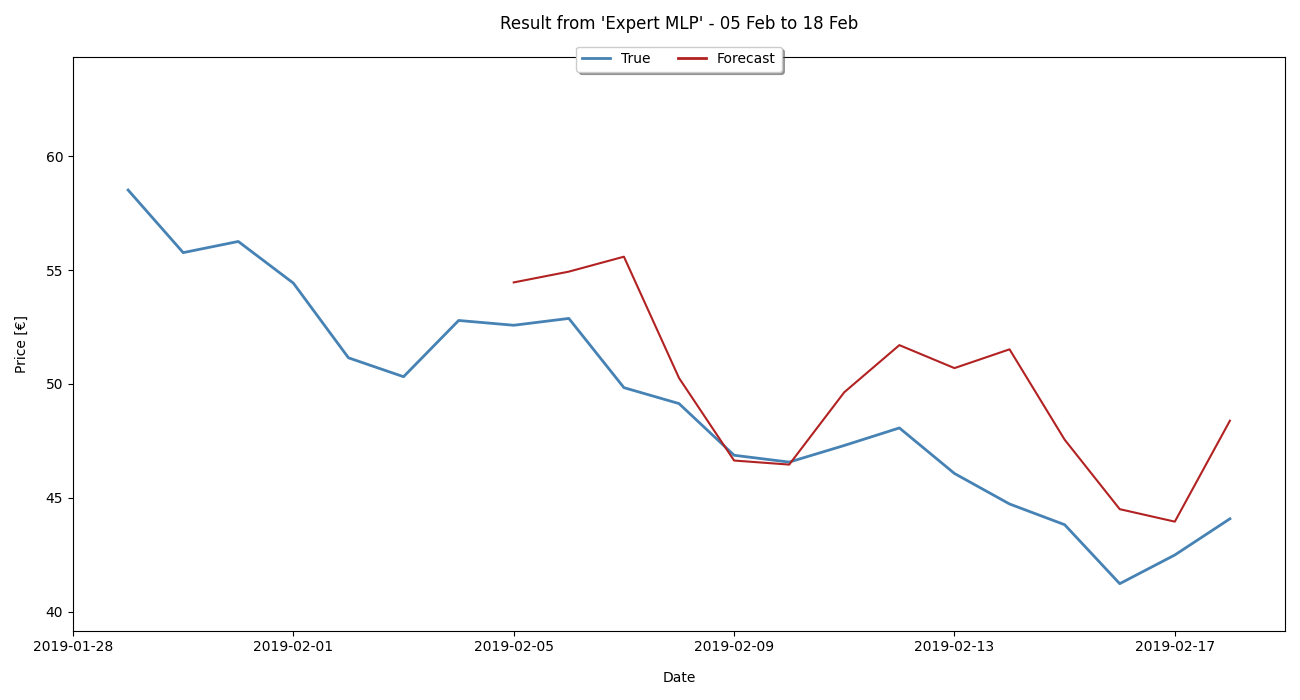 Result from 'Expert MLP' - 05 Feb to 18 Feb
True Forecast
Price [€]
60
55
50
45
40
2019-01-28 2019-02-01 2019-02-05 2019-02-09 2019-02-13 2019-02-17
Date